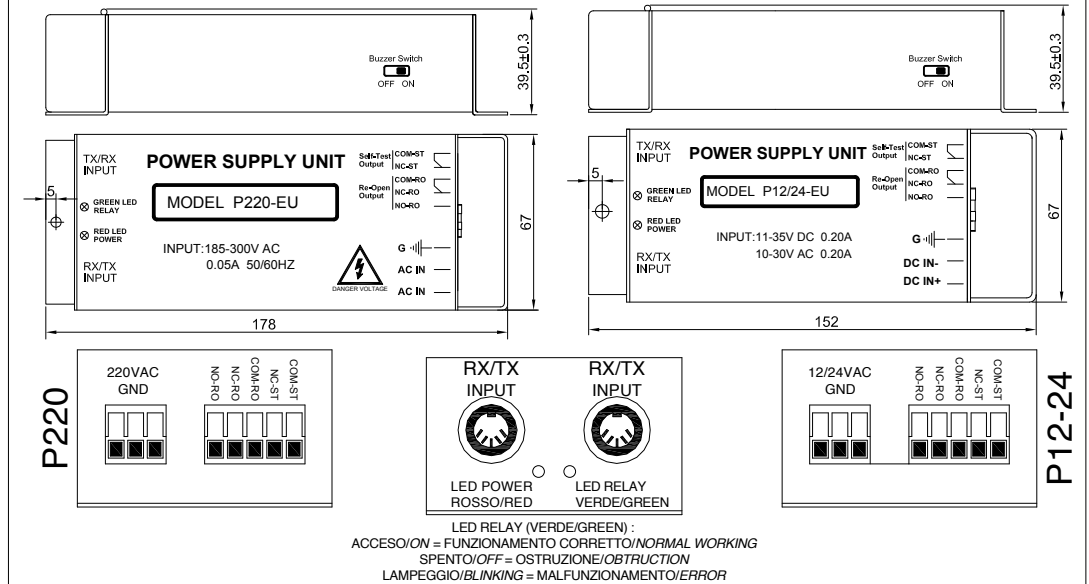 Buzzer Switch
OFF ON
39.5±0.3
Buzzer Switch
OFF ON
39.5±0.3
TX/RX
INPUT
POWER SUPPLY UNIT
Self-Test
Output
COM-ST
NC-ST
COM-RO
Re-Open
Output
NC-RO
NO-RO
5
GREEN LED
RELAY
MODEL P220-EU
RED LED
POWER
RX/TX
INPUT
INPUT:185-300V AC
0.05A 50/60HZ
DANGER VOLTAGE
G
AC IN
AC IN
67
178
TX/RX
INPUT
POWER SUPPLY UNIT
Self-Test
Output
COM-ST
NC-ST
COM-RO
Re-Open
Output
NC-RO
NO-RO
5
GREEN LED
RELAY
MODEL P12/24-EU
RED LED
POWER
RX/TX
INPUT
INPUT:11-35V DC 0.20A
10-30V AC 0.20A
G
DC IN-
DC IN+
67
152
P220
220VAC
GND
NO-RO
NC-RO
COM-RO
NC-ST
COM-ST
RX/TX
INPUT
RX/TX
INPUT
LED POWER
ROSSO/RED
LED RELAY
VERDE/GREEN
12/24VAC
GND
NO-RO
NC-RO
COM-RO
NC-ST
COM-ST
P12-24
LED RELAY (VERDE/GREEN) :
ACCESO/ON = FUNZIONAMENTO CORRETTO/NORMAL WORKING
SPENTO/OFF = OSTRUZIONE/OBTRUCTION
LAMPEGGIO/BLINKING = MALFUNZIONAMENTO/ERROR